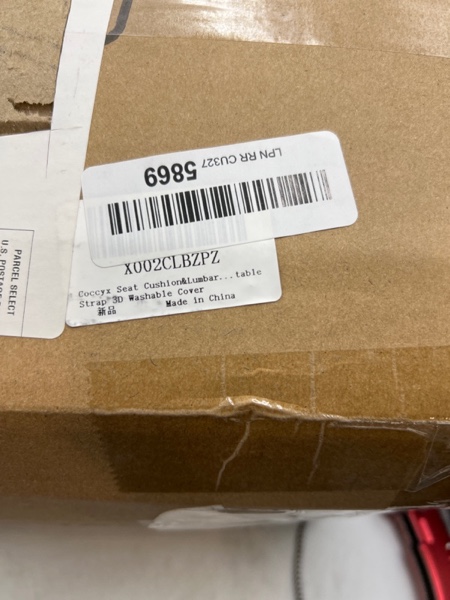 LPN RR CU327
5869
X002CLBZPZ
Coccyx Seat Cushion&Lumbar...table
Strap 3D Washable Cover
新品 Made in China
PARCEL SELECT
U.S. POSTAGE